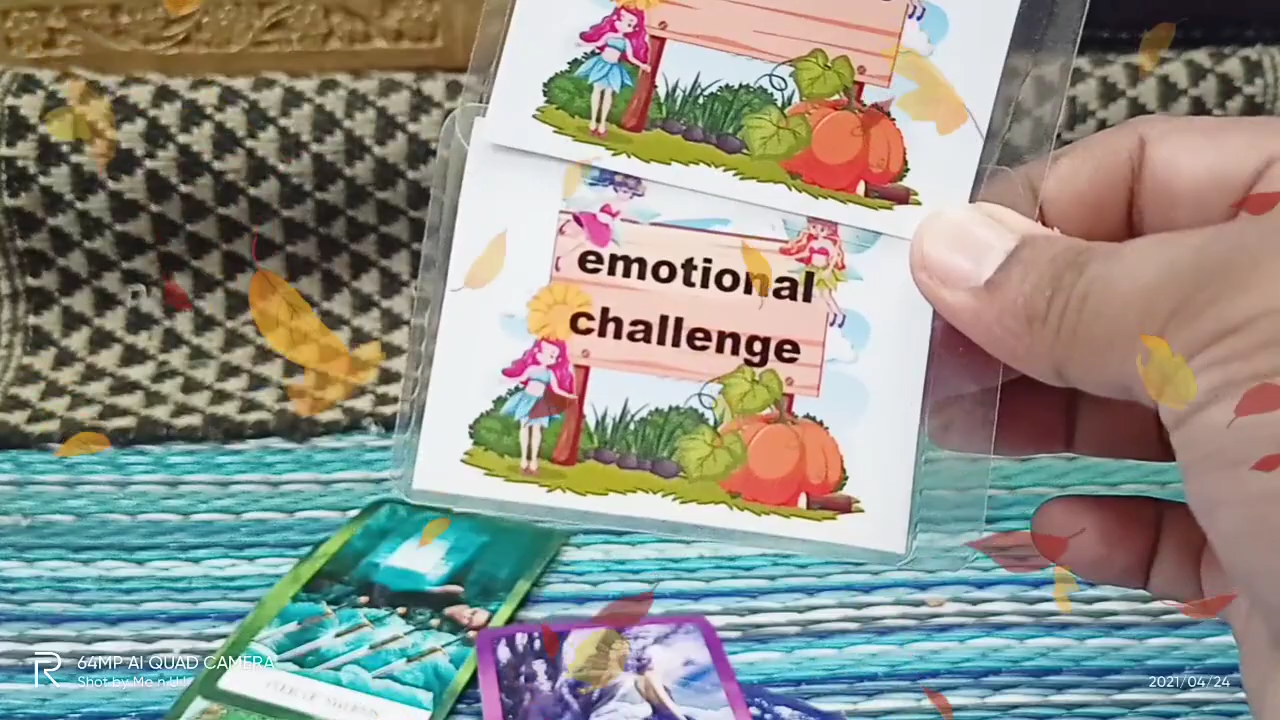 emotional
challenge
64MP AI QUAD CAMERA
Shot by Me n U
2021/04/24